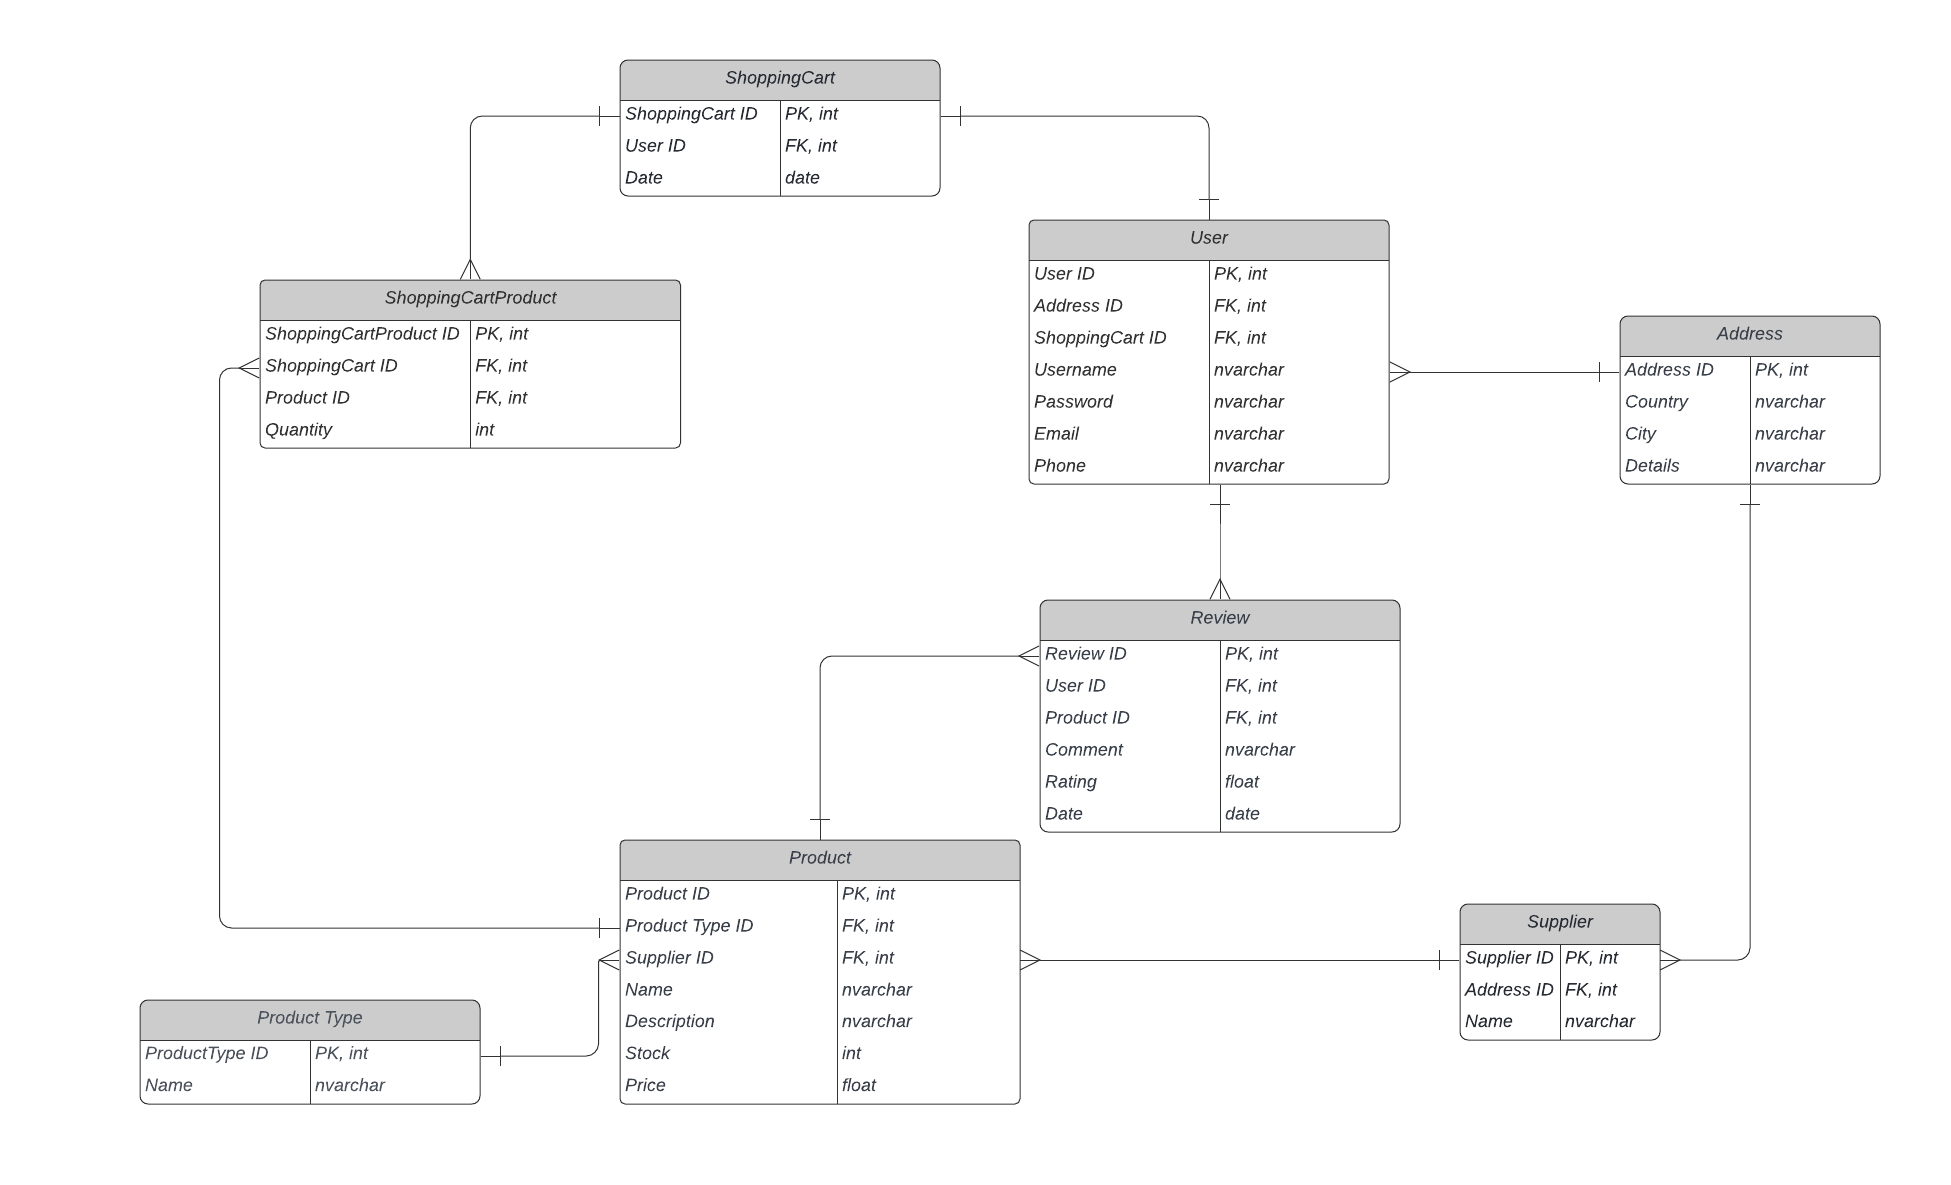 ShoppingCart
ShoppingCart ID PK, int
User ID FK, int
Date date
User
User ID PK, int
Address ID FK, int
ShoppingCart ID FK, int
Username nvarchar
Password nvarchar
Email nvarchar
Phone nvarchar
ShoppingCartProduct
ShoppingCartProduct ID PK, int
ShoppingCart ID FK, int
Product ID FK, int
Quantity int
Address
Address ID PK, int
Country nvarchar
City nvarchar
Details nvarchar
Review
Review ID PK, int
User ID FK, int
Product ID FK, int
Comment nvarchar
Rating float
Date date
Product
Product ID PK, int
Product Type ID FK, int
Supplier ID FK, int
Name nvarchar
Description nvarchar
Stock int
Price float
Supplier
Supplier ID PK, int
Address ID FK, int
Name nvarchar
Product Type
ProductType ID PK, int
Name nvarchar